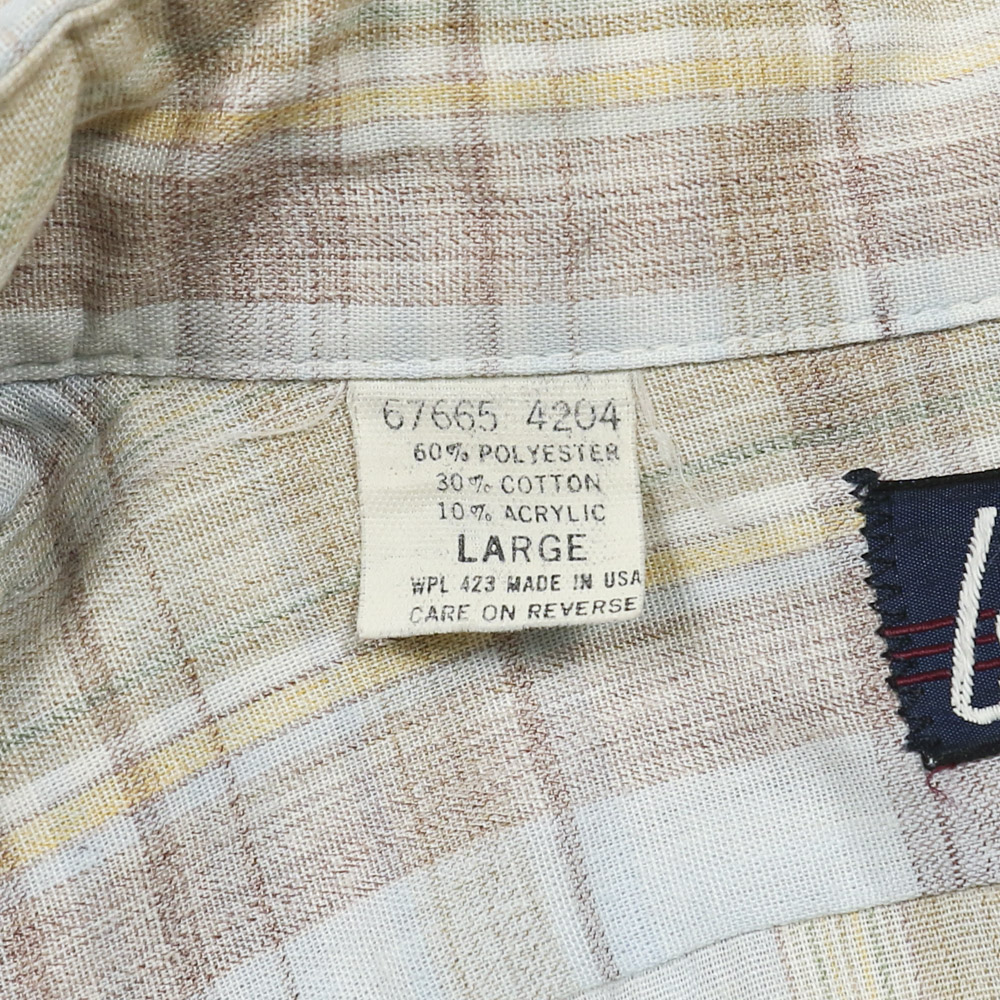 67665 4204
60% POLYESTER
30% COTTON
10% ACRYLIC
LARGE
WPL 423 MADE IN USA
CARE ON REVERSE